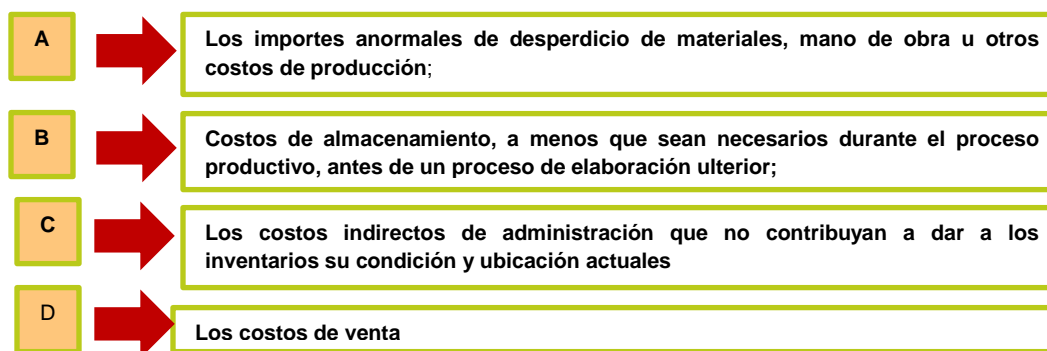 A
Los importes anormales de desperdicio de materiales, mano de obra u otros
costos de producción;
B
Costos de almacenamiento, a menos que sean necesarios durante el proceso
productivo, antes de un proceso de elaboración ulterior;
C
Los costos indirectos de administración que no contribuyan a dar a los
inventarios su condición y ubicación actuales
D
Los costos de venta